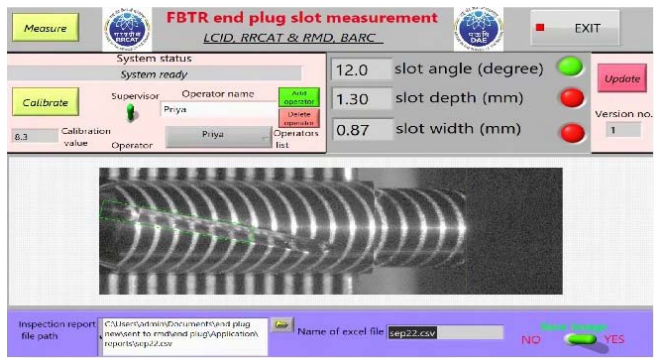 FBTR end plug slot measurement
LCID, RRCAT & RMD, BARC
Measure
RRCAT
DAE
EXIT
System status
System ready
Calibrate
Supervisor
Operator
Operator name
Priya
Add operator
Delete operator
8.3
Calibration value
Priya
Operators list
12.0 slot angle (degree)
1.30 slot depth (mm)
0.87 slot width (mm)
Update
Version no.
1
Inspection report file path
C:\Users\admin\Documents\end plug
new\sent to rmd\end plug\Application\
reports\sep22.csv
Name of excel file sep22.csv
NO
YES